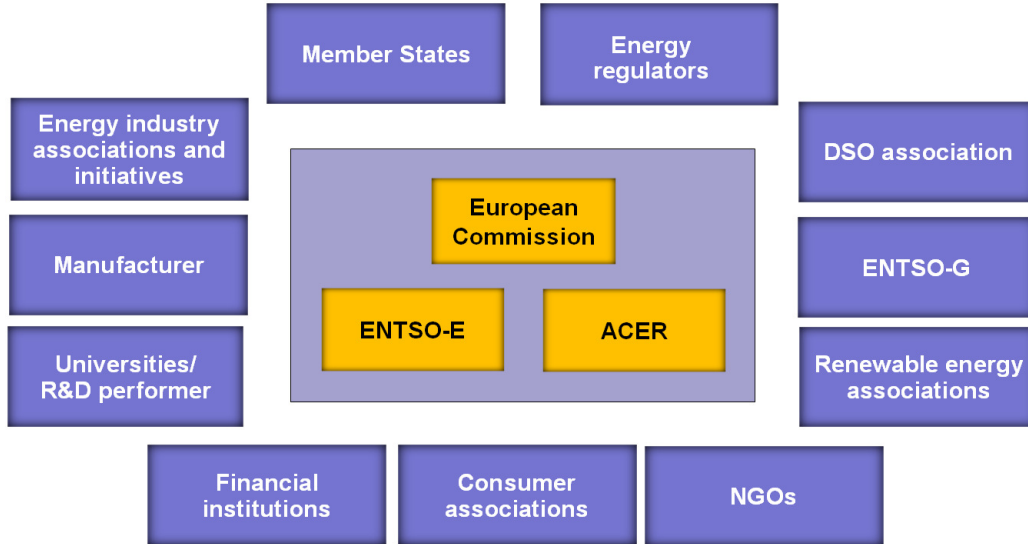 Member States
Energy
regulators
Energy industry
associations and
initiatives
DSO association
European
Commission
Manufacturer
ENTSO-G
ENTSO-E
ACER
Universities/
R&D performer
Renewable energy
associations
Financial
institutions
Consumer
associations
NGOs